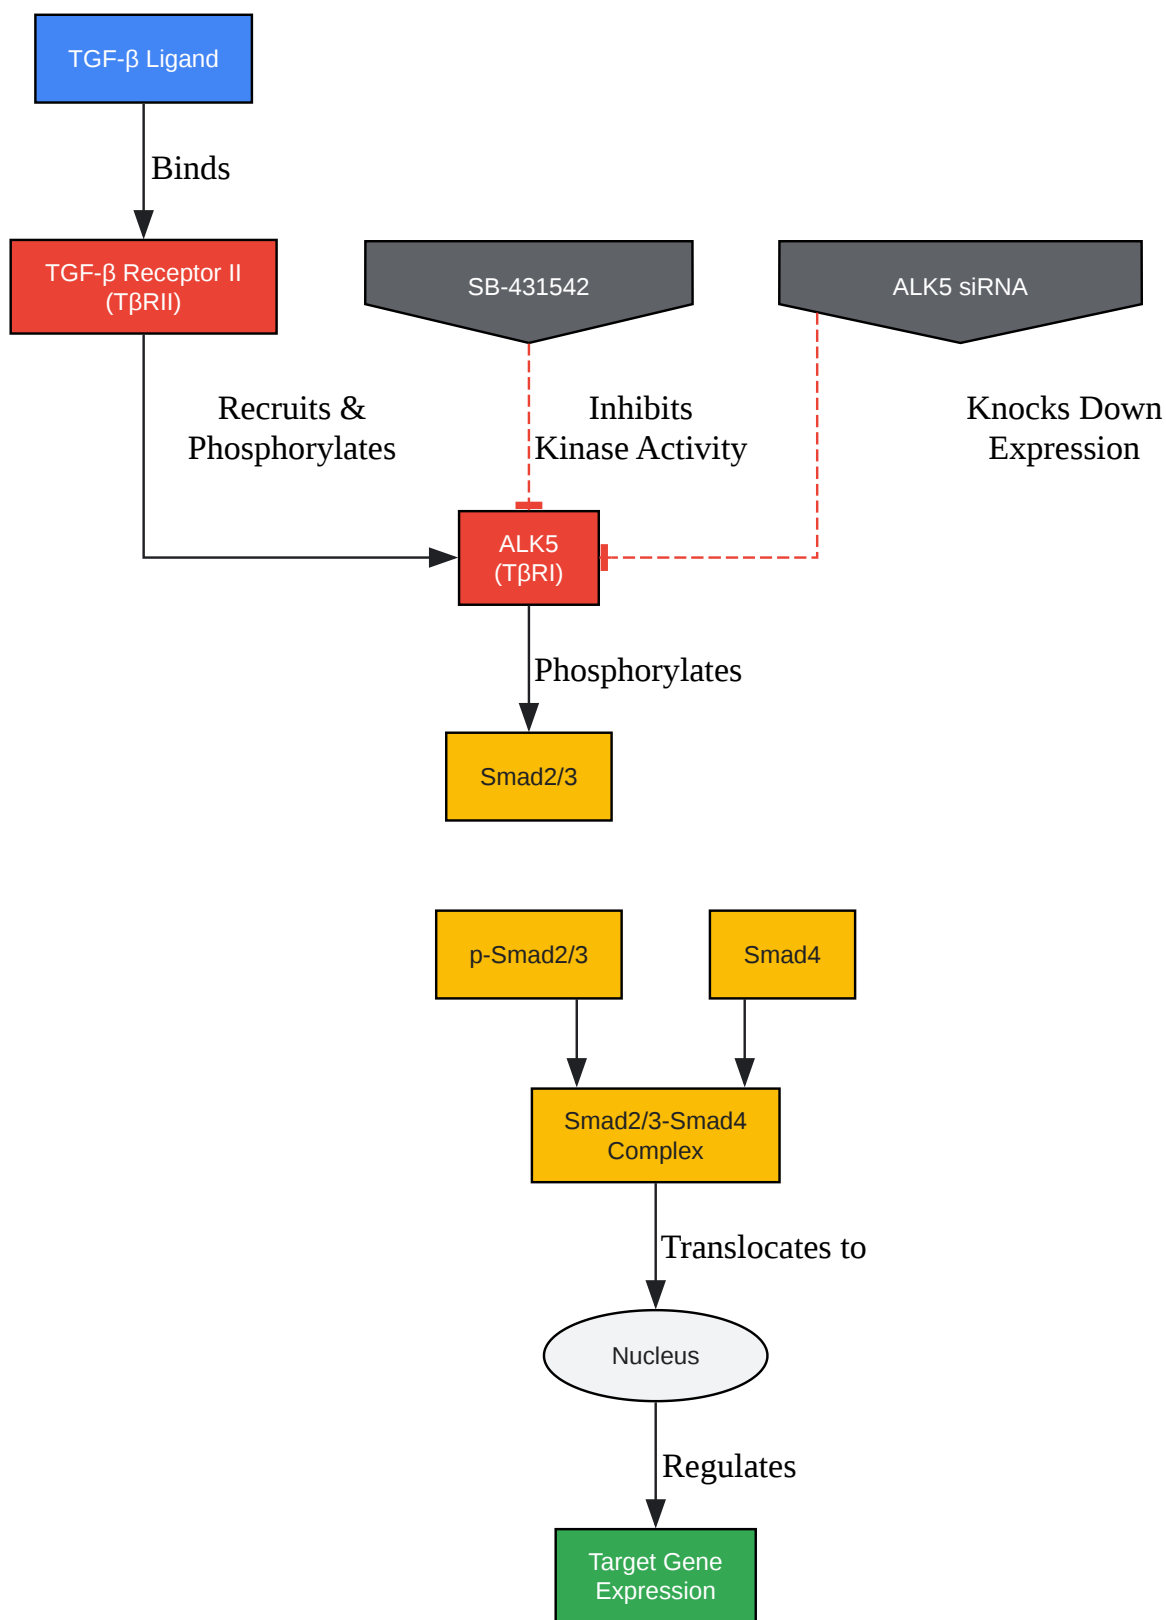 TGF-β Ligand
Binds
TGF-β Receptor II
(TβRII)
SB-431542
ALK5 siRNA
Recruits &
Phosphorylates
Inhibits
Kinase Activity
Knocks Down
Expression
ALK5
(TβRI)
Phosphorylates
Smad2/3
p-Smad2/3
Smad4
Smad2/3-Smad4
Complex
Translocates to
Nucleus
Regulates
Target Gene
Expression